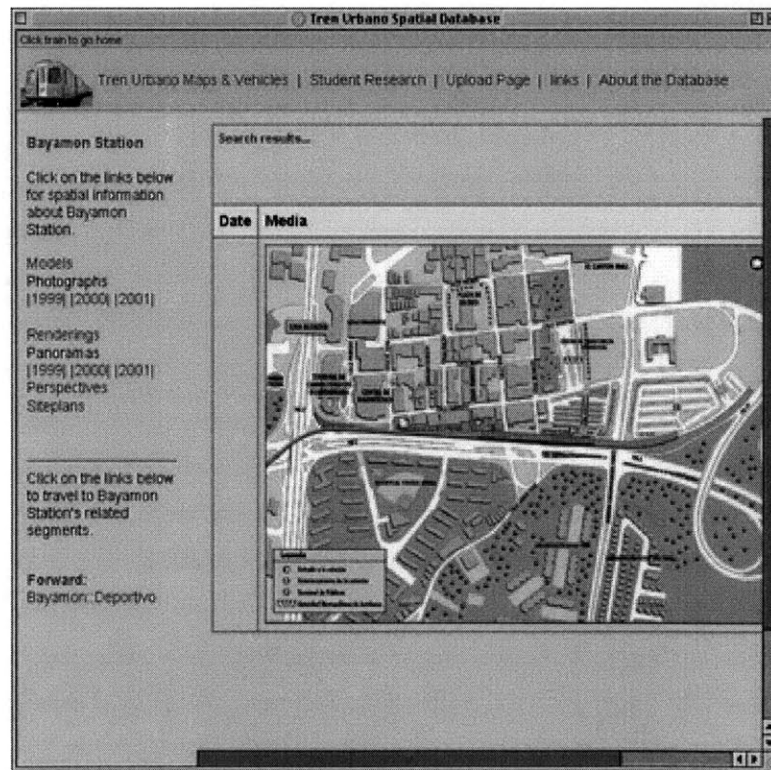 Tren Urbano Spatial Database
Click train to go home
Tren Urbano Maps & Vehicles | Student Research | Upload Page | links | About the Database
Bayamon Station
Click on the links below
for spatial information
about Bayamon
Station.
Models
Photographs
|1999| |2000| |2001|
Renderings
Panoramas
|1999| |2000| |2001|
Perspectives
Siteplans
Click on the links below
to travel to Bayamon
Station's related
segments.
Forward:
Bayamon::Deportivo
Search results...
Date
Media